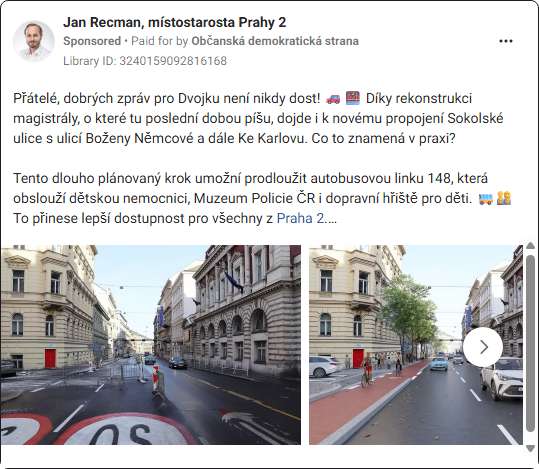 Jan Recman, místostarosta Prahy 2
Sponsored • Paid for by Občanská demokratická strana
Library ID: 3240159092816168
Přátelé, dobrých zpráv pro Dvojku není nikdy dost! 🚗 🌉 Díky rekonstrukci
magistrály, o které tu poslední dobou píšu, dojde i k novému propojení Sokolské
ulice s ulicí Boženy Němcové a dále Ke Karlovu. Co to znamená v praxi?
Tento dlouho plánovaný krok umožní prodloužit autobusovou linku 148, která
obslouží dětskou nemocnici, Muzeum Policie ČR i dopravní hřiště pro děti. 🚌👫
To přinese lepší dostupnost pro všechny z Praha 2....
OS